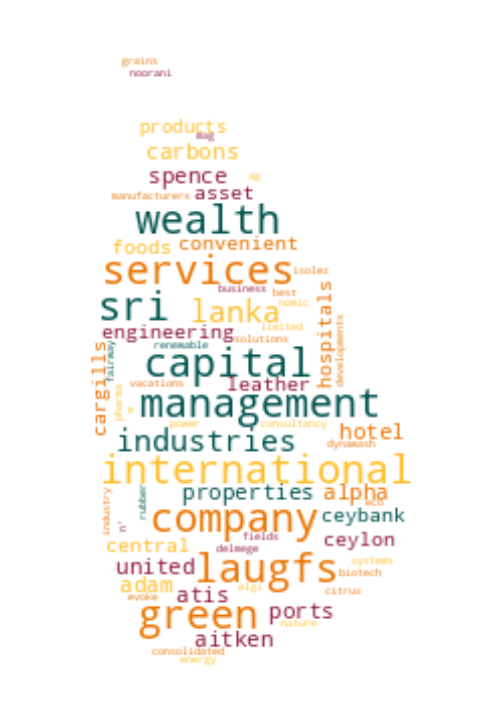 grains
noorani
products
mag
carbons
spence
ag
manufacturers asset
wealth
foods convenient
services
isolez
business
best
sri lanka
nomic
hospitals
developments
engineering
limited
solutions
renewable
fairway
cargills
capital
vacations leather
pharma
e
management
power consultancy
hotel
industries
dynawash
international
properties alpha
eco
industry
rubber
n'
company
ceybank
fields
ceylon
central
delmege
united
laugfs
systems
biotech
adam
elgi
citrus
atis
evoke
green
ports
nature
aitken
consolidated
energy